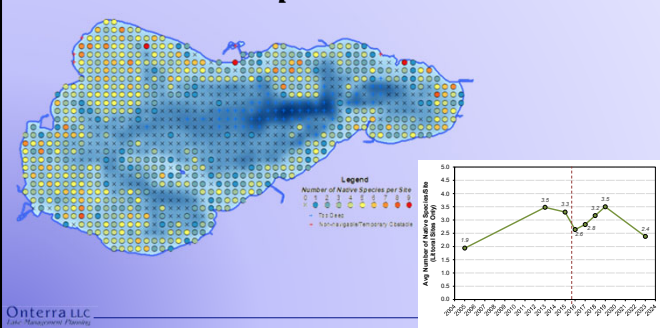 Legend
Number of Native Species per Site
0 1 2 3 4 5 6 7 8 9
Too Deep
Non-navigable/Temporary Obstacle
Avg Number of Native Species/Site
(Littoral Sites Only)
5.0
4.5
4.0
3.5
3.0
2.5
2.0
1.5
1.0
0.5
0.0
1.9
3.5
3.3
2.6
2.8
3.2
3.5
2.4
2004 2005 2006 2007 2008 2009 2010 2011 2012 2013 2014 2015 2016 2017 2018 2019 2020 2021 2022 2023 2024
Onterra LLC
Lake Management Planning